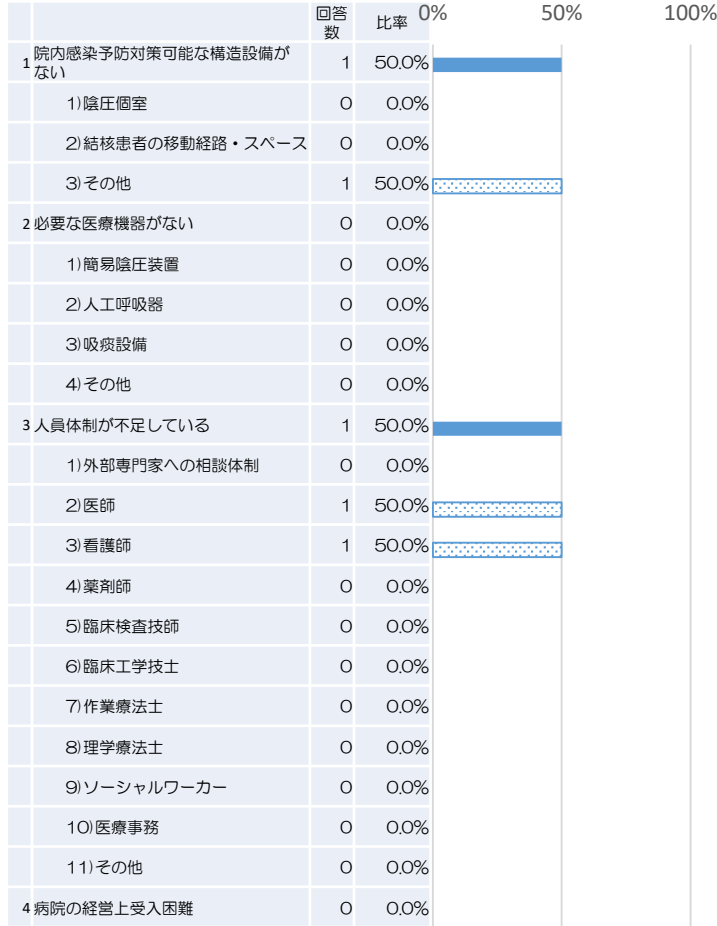 回答数 比率 0% 50% 100%
1 院内感染予防対策可能な構造設備が
ない 1 50.0%
1)陰圧個室 0 0.0%
2)結核患者の移動経路・スペース 0 0.0%
3)その他 1 50.0%
2 必要な医療機器がない 0 0.0%
1)簡易陰圧装置 0 0.0%
2)人工呼吸器 0 0.0%
3)吸痰設備 0 0.0%
4)その他 0 0.0%
3 人員体制が不足している 1 50.0%
1)外部専門家への相談体制 0 0.0%
2)医師 1 50.0%
3)看護師 1 50.0%
4)薬剤師 0 0.0%
5)臨床検査技師 0 0.0%
6)臨床工学技士 0 0.0%
7)作業療法士 0 0.0%
8)理学療法士 0 0.0%
9)ソーシャルワーカー 0 0.0%
10)医療事務 0 0.0%
11)その他 0 0.0%
4 病院の経営上受入困難 0 0.0%